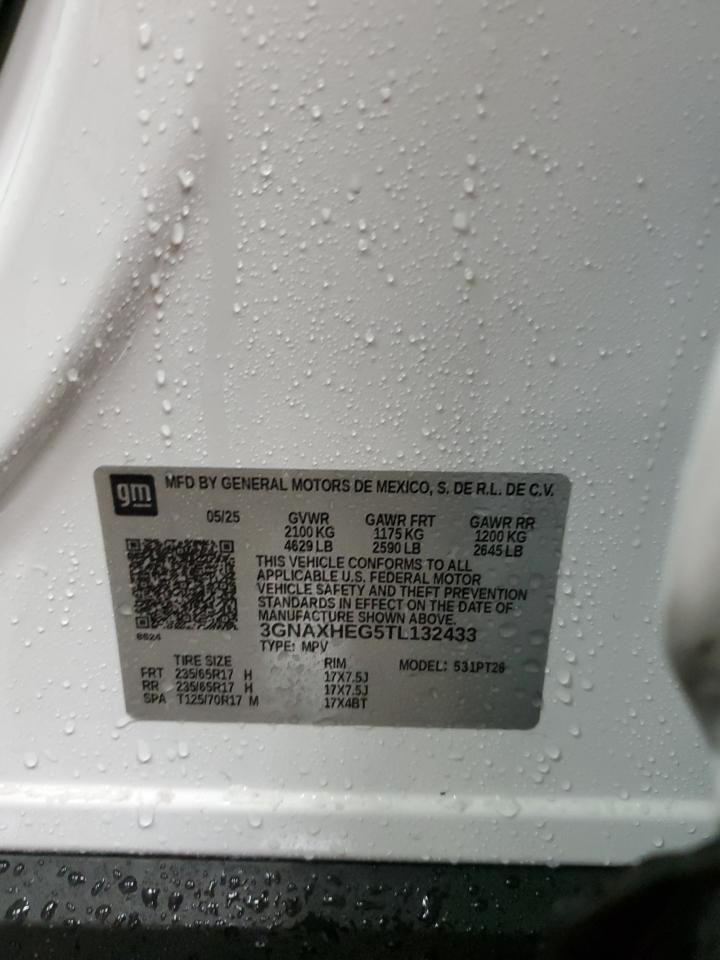 gm
MFD BY GENERAL MOTORS DE MEXICO, S. DE R.L. DE C.V.
05/25 GVWR GAWR FRT GAWR RR
2100 KG 1175 KG 1200 KG
4629 LB 2590 LB 2645 LB
THIS VEHICLE CONFORMS TO ALL
APPLICABLE U.S. FEDERAL MOTOR
VEHICLE SAFETY AND THEFT PREVENTION
STANDARDS IN EFFECT ON THE DATE OF
MANUFACTURE SHOWN ABOVE.
3GNAXHEG5TL132433
TYPE: MPV
TIRE SIZE RIM MODEL: 531PT26
FRT 235/65R17 H 17X7.5J
RR 235/65R17 H 17X7.5J
SPA T125/70R17 M 17X4BT